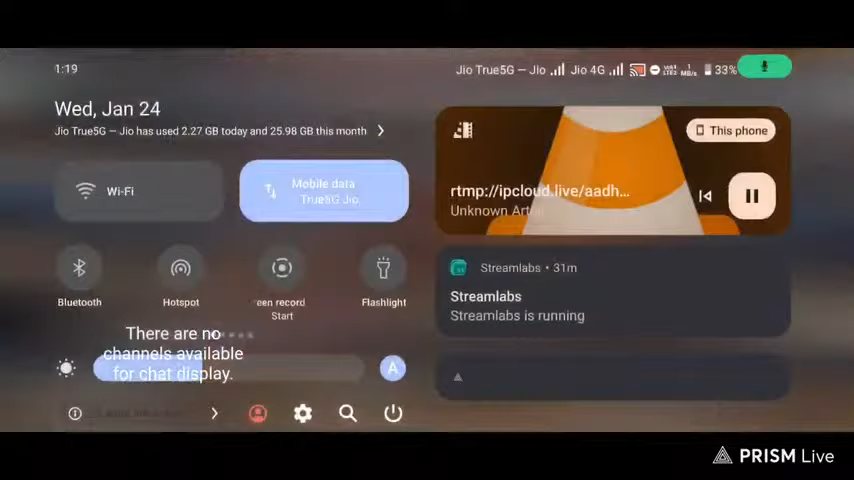 1:19
Jio True5G — Jio
Jio 4G
33%
Wed, Jan 24
Jio True5G — Jio has used 2.27 GB today and 25.98 GB this month
Wi-Fi
Mobile data
True5G Jio
Bluetooth
Hotspot
een record
Start
Flashlight
There are no
channels available
for chat display.
A
This phone
rtmp://ipcloud.live/aadh...
Unknown Art
Streamlabs • 31m
Streamlabs
Streamlabs is running
PRISM Live